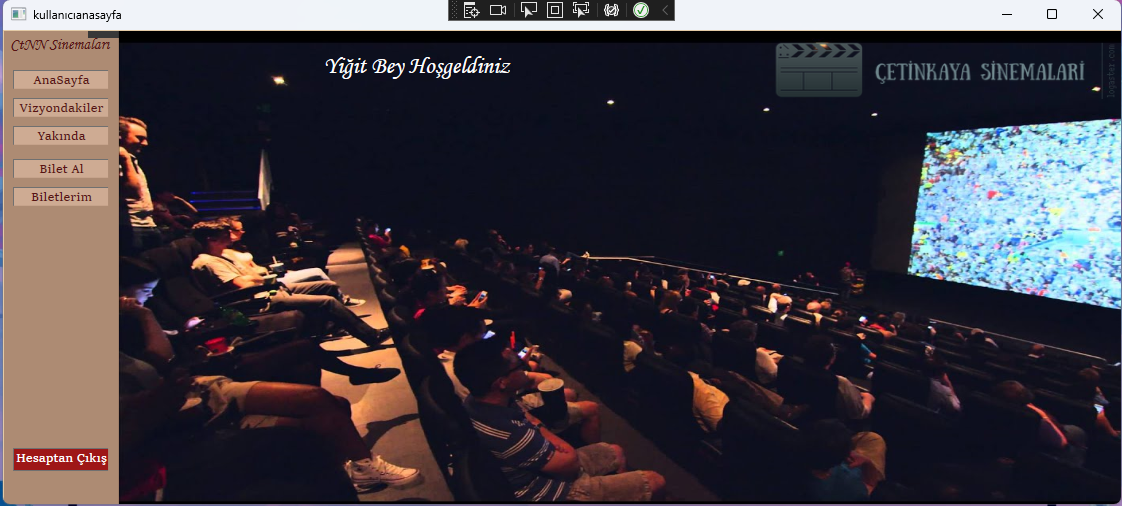 kullanıcıanasayfa
CtNN Sinemaları
Yiğit Bey Hoşgeldiniz
ÇETİNKAYA SİNEMALARİ
logaster.com
AnaSayfa
Vizyondakiler
Yakında
Bilet Al
Biletlerim
Hesaptan Çıkış